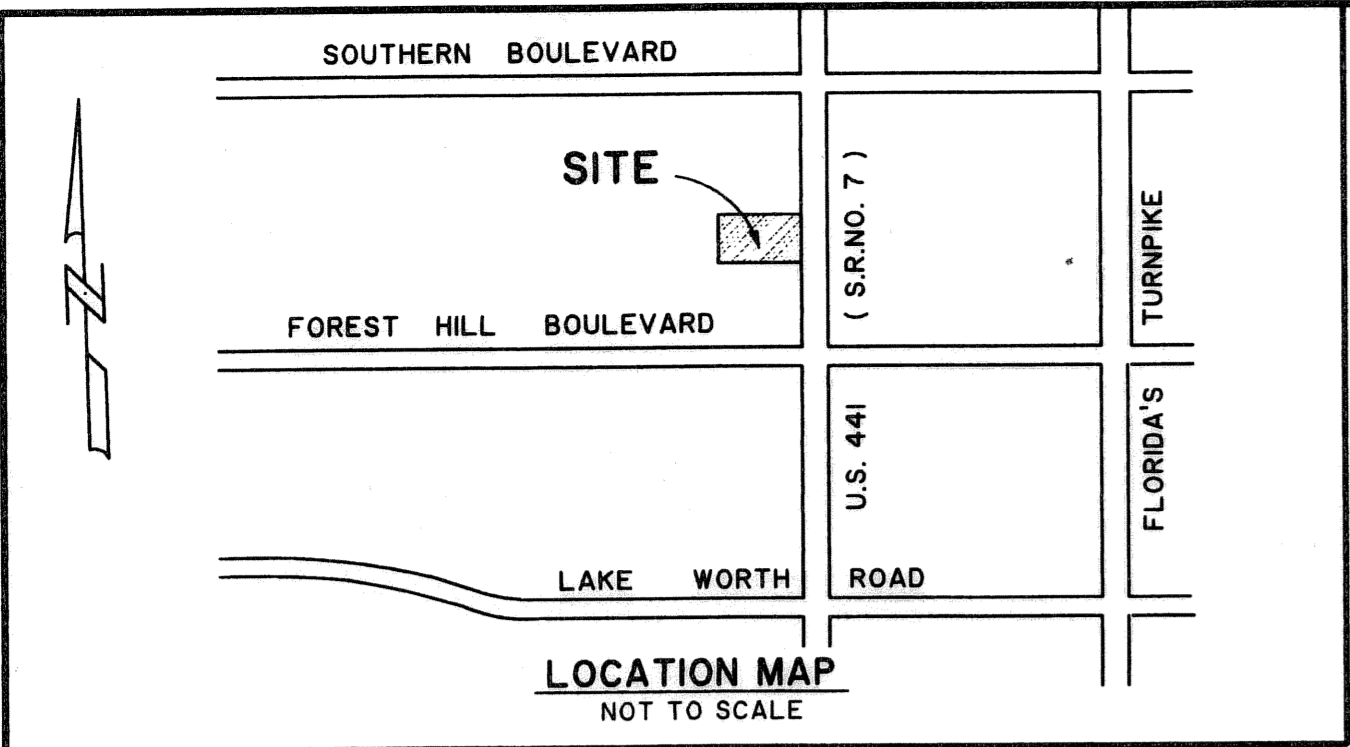 SOUTHERN BOULEVARD
SITE
( S.R.NO. 7 )
TURNPIKE
N
FOREST HILL BOULEVARD
U.S. 441
FLORIDA'S
LAKE WORTH ROAD
LOCATION MAP
NOT TO SCALE